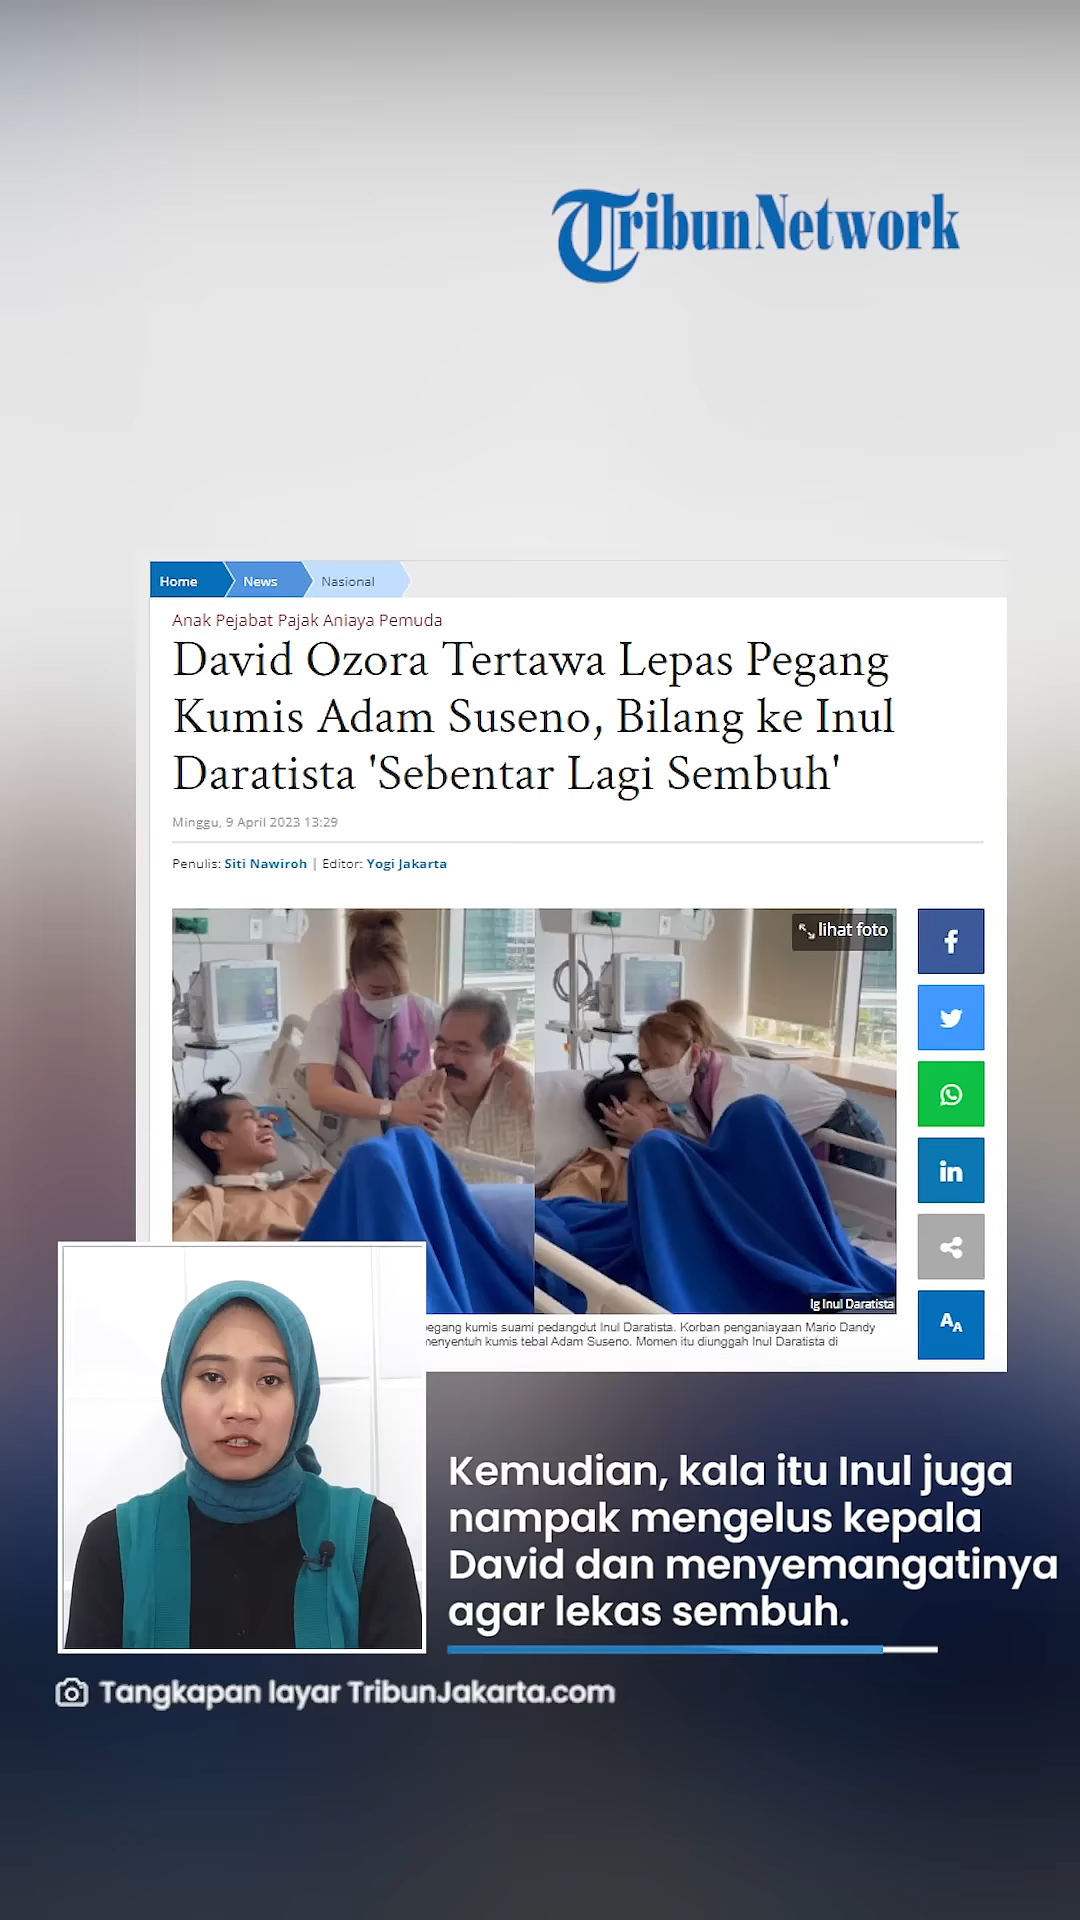 TribunNetwork
Home
News
Nasional
Anak Pejabat Pajak Aniaya Pemuda
David Ozora Tertawa Lepas Pegang
Kumis Adam Suseno, Bilang ke Inul
Daratista 'Sebentar Lagi Sembuh'
Minggu, 9 April 2023 13:29
Penulis: Siti Nawiroh | Editor: Yogi Jakarta
lihat foto
Ig Inul Daratista
pegang kumis suami pedangdut Inul Daratista. Korban penganiayaan Mario Dandy
menyentuh kumis tebal Adam Suseno. Momen itu diunggah Inul Daratista di
AA
Kemudian, kala itu Inul juga
nampak mengelus kepala
David dan menyemangatinya
agar lekas sembuh.
Tangkapan layar TribunJakarta.com